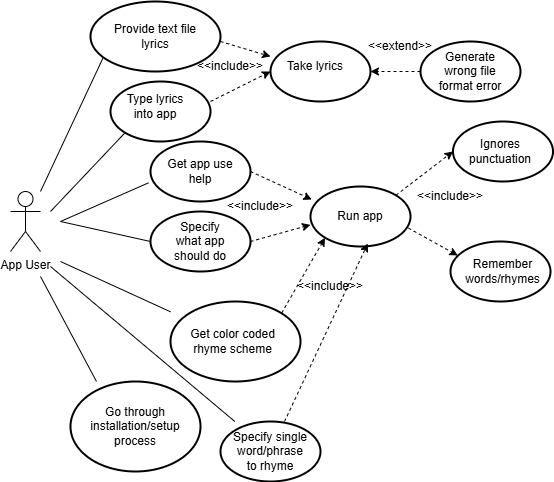 Provide text file
lyrics
<<extend>>
<<include>>
Take lyrics
Generate
wrong file
format error
Type lyrics
into app
Ignores
punctuation
Get app use
help
<<include>>
<<include>>
Run app
Specify
what app
should do
App User
Remember
words/rhymes
<<include>>
Get color coded
rhyme scheme
Go through
installation/setup
process
Specify single
word/phrase
to rhyme